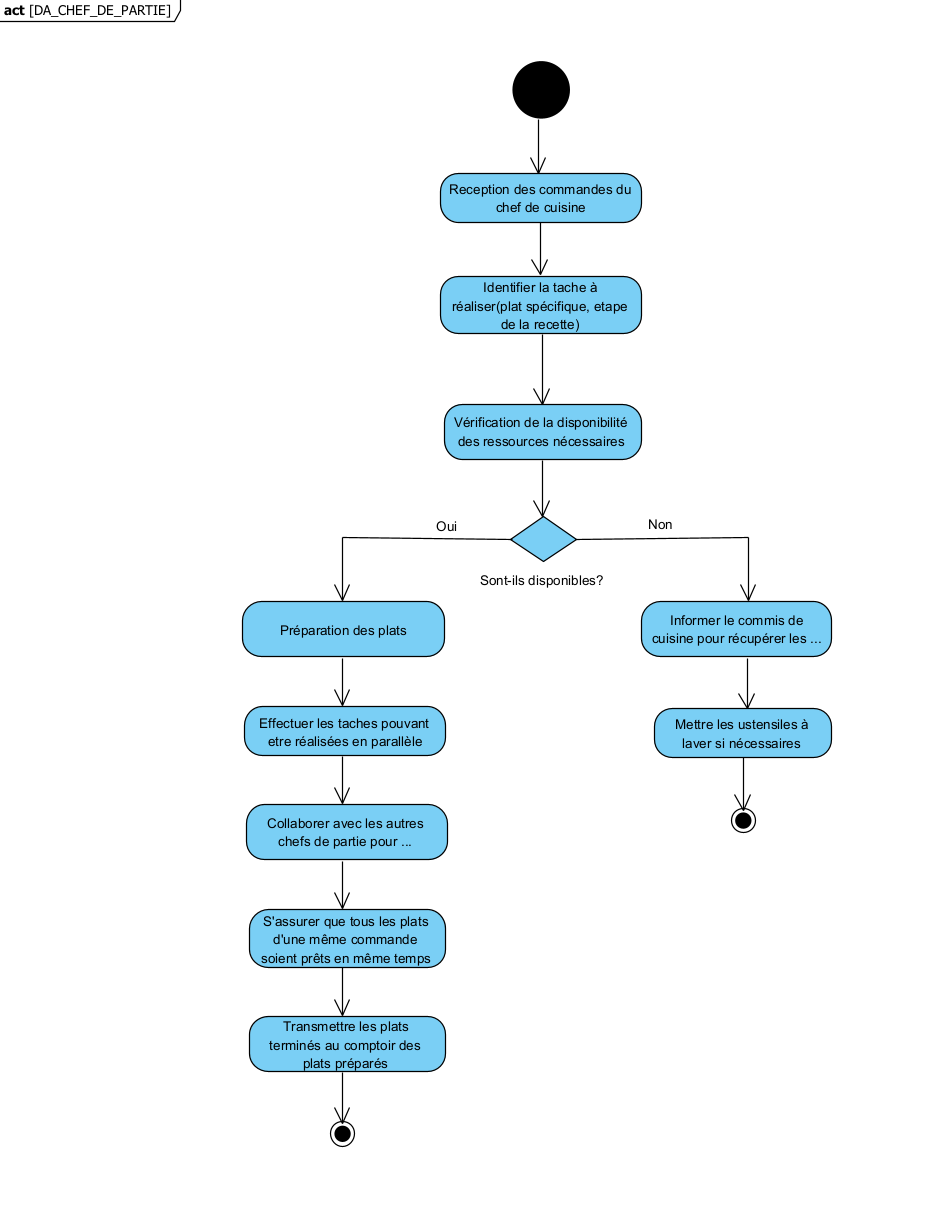 act [DA_CHEF_DE_PARTIE]
Reception des commandes du
chef de cuisine
Identifier la tache à
réaliser(plat spécifique, etape
de la recette)
Vérification de la disponibilité
des ressources nécessaires
Oui
Non
Sont-ils disponibles?
Préparation des plats
Effectuer les taches pouvant
etre réalisées en parallèle
Collaborer avec les autres
chefs de partie pour ...
S'assurer que tous les plats
d'une même commande
soient prêts en même temps
Transmettre les plats
terminés au comptoir des
plats préparés
Informer le commis de
cuisine pour récupérer les ...
Mettre les ustensiles à
laver si nécessaires